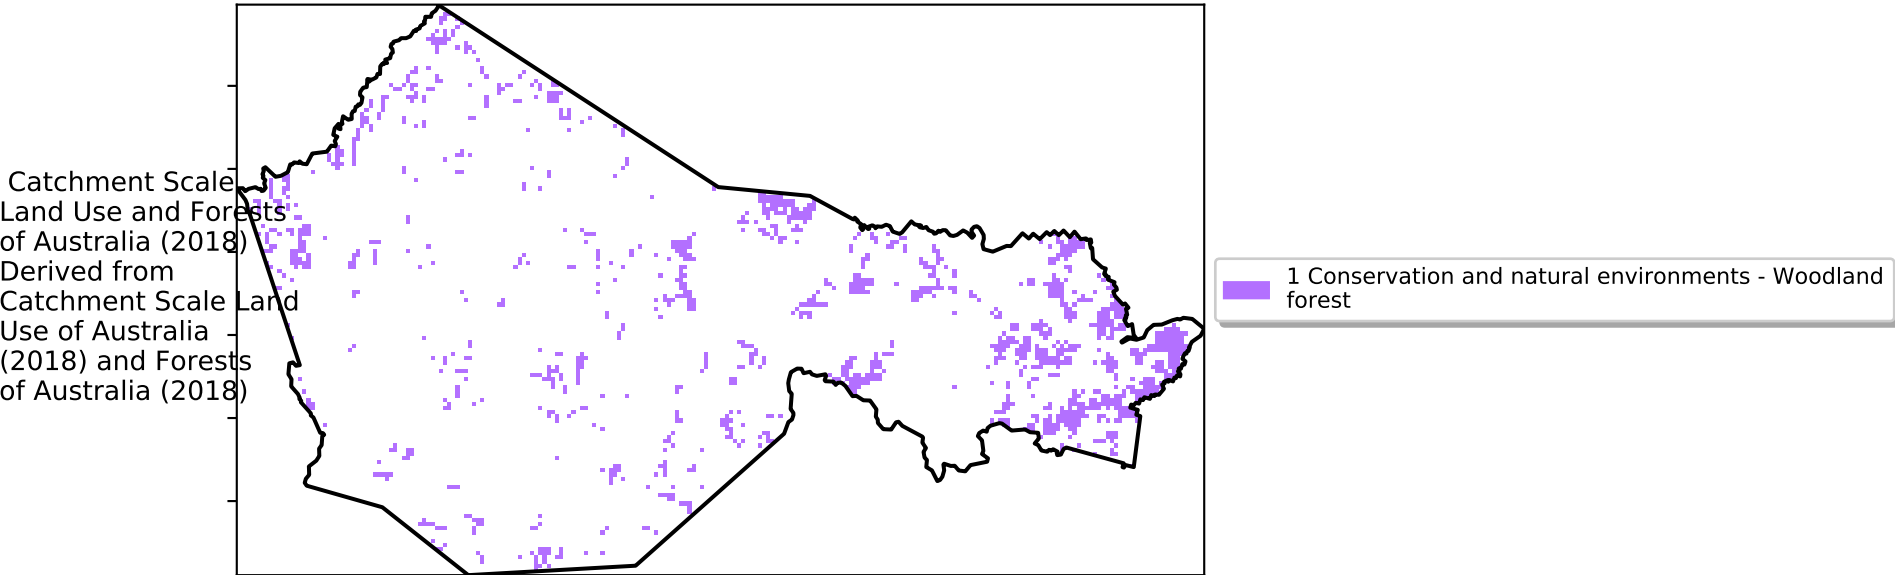 Catchment Scale
Land Use and Forests
of Australia (2018)
Derived from
Catchment Scale Land
Use of Australia
(2018) and Forests
of Australia (2018)
1 Conservation and natural environments - Woodland
forest